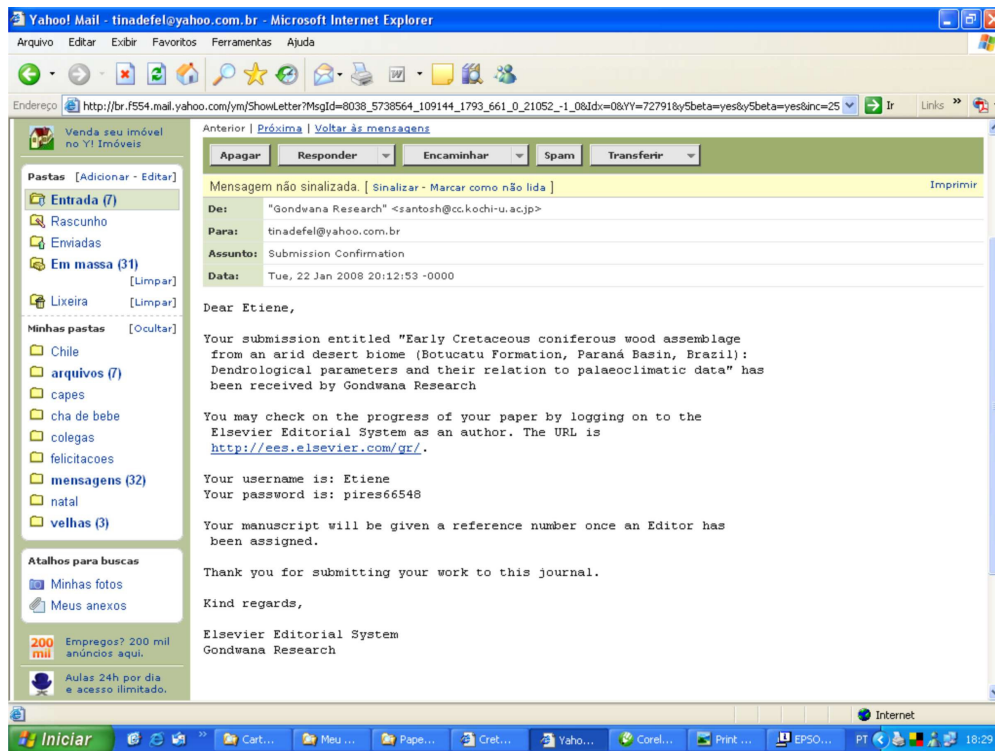 Yahoo! Mail - tinadefel@yahoo.com.br - Microsoft Internet Explorer
Arquivo Editar Exibir Favoritos Ferramentas Ajuda
Endereço http://br.f554.mail.yahoo.com/ym/ShowLetter?MsgId=8038_5738564_109144_1793_661_0_21052_-1_0&Idx=0&YY=72791&y5beta=yes&y5beta=yes&inc=25 Ir Links »
Venda seu imóvel
no Y! Imóveis
Pastas [Adicionar - Editar]
Entrada (7)
Rascunho
Enviadas
Em massa (31)
[Limpar]
Lixeira [Limpar]
Minhas pastas [Ocultar]
Chile
arquivos (7)
capes
cha de bebe
colegas
felicitacoes
mensagens (32)
natal
velhas (3)
Atalhos para buscas
Minhas fotos
Meus anexos
200 mil
Empregos? 200 mil
anúncios aqui.
Aulas 24h por dia
e acesso ilimitado.
Anterior | Próxima | Voltar às mensagens
Apagar Responder Encaminhar Spam Transferir
Mensagem não sinalizada. [ Sinalizar - Marcar como não lida ] Imprimir
De: "Gondwana Research" <santosh@cc.kochi-u.ac.jp>
Para: tinadefel@yahoo.com.br
Assunto: Submission Confirmation
Data: Tue, 22 Jan 2008 20:12:53 -0000
Dear Etiene,
Your submission entitled "Early Cretaceous coniferous wood assemblage
from an arid desert biome (Botucatu Formation, Paraná Basin, Brazil):
Dendrological parameters and their relation to palaeoclimatic data" has
been received by Gondwana Research
You may check on the progress of your paper by logging on to the
Elsevier Editorial System as an author. The URL is
http://ees.elsevier.com/gr/.
Your username is: Etiene
Your password is: pires66548
Your manuscript will be given a reference number once an Editor has
been assigned.
Thank you for submitting your work to this journal.
Kind regards,
Elsevier Editorial System
Gondwana Research
Internet
Iniciar » Cart... Meu ... Pape... Cret... Yaho... Corel... Print ... EPSO... PT 18:29